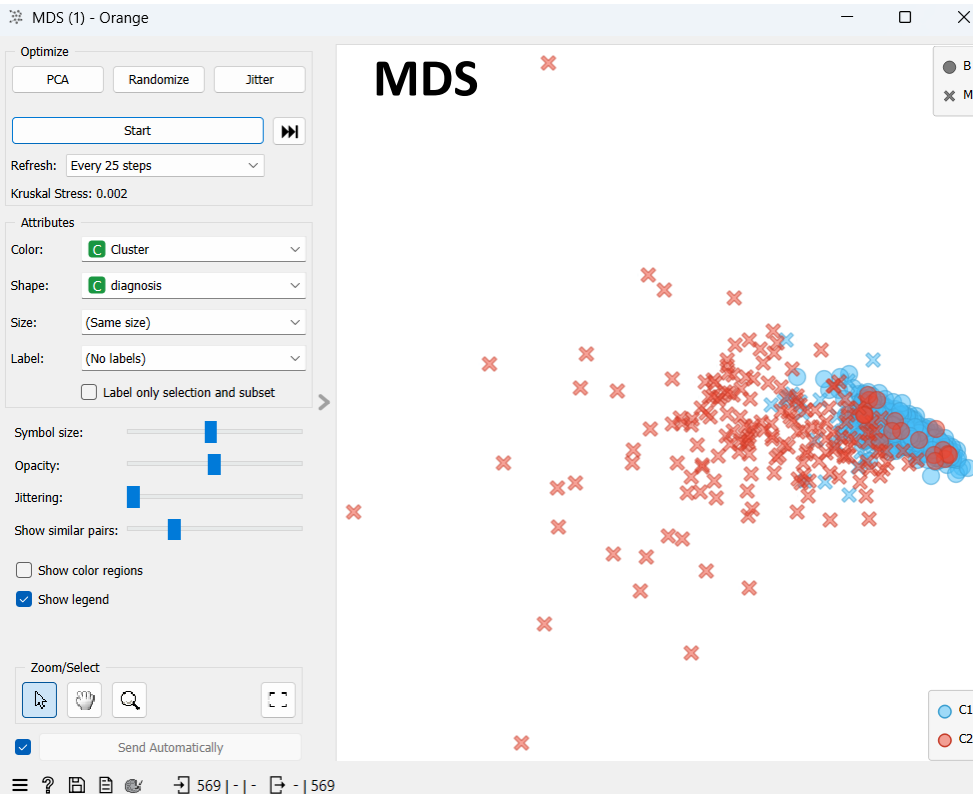 MDS (1) - Orange
Optimize
PCA
Randomize
Jitter
Start
Refresh: Every 25 steps
Kruskal Stress: 0.002
Attributes
Color: C Cluster
Shape: C diagnosis
Size: (Same size)
Label: (No labels)
Label only selection and subset
Symbol size:
Opacity:
Jittering:
Show similar pairs:
Show color regions
Show legend
Zoom/Select
Send Automatically
569 | - | - - | 569
MDS
B
M
C1
C2